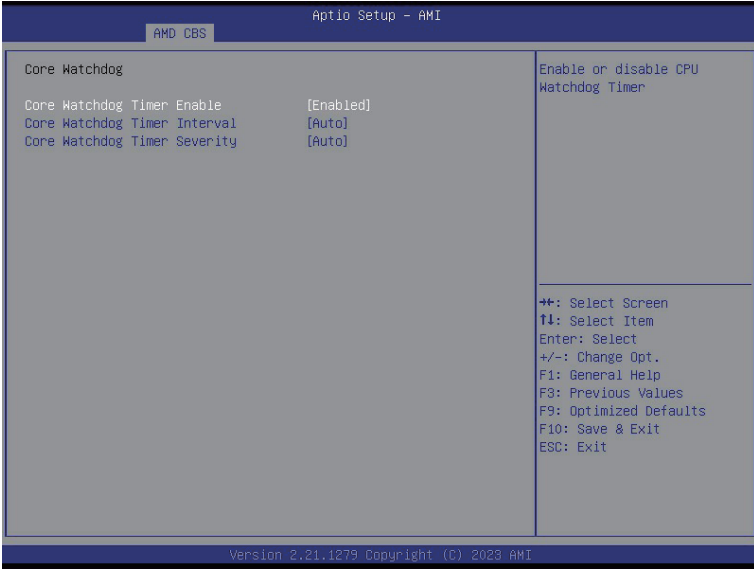 Aptio Setup – AMI
AMD CBS
Core Watchdog
Core Watchdog Timer Enable [Enabled]
Core Watchdog Timer Interval [Auto]
Core Watchdog Timer Severity [Auto]
Enable or disable CPU
Watchdog Timer
→←: Select Screen
↑↓: Select Item
Enter: Select
+/-: Change Opt.
F1: General Help
F3: Previous Values
F9: Optimized Defaults
F10: Save & Exit
ESC: Exit
Version 2.21.1279 Copyright (C) 2023 AMI